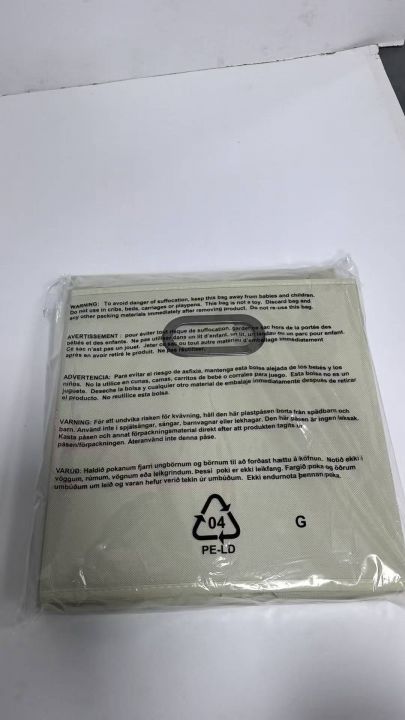 WARNING: To avoid danger of suffocation, keep this bag away from babies and children.
Do not use in cribs, beds, carriages or playpens. This bag is not a toy. Discard bag and
any other packing materials immediately after removing product. Do not re-use this bag.
AVERTISSEMENT : pour éviter tout risque de suffocation, garder ce sac hors de la portée des
bébés et des enfants. Ne pas utiliser dans un lit d'enfant, un lit, un landau ou un parc pour enfant.
Ce sac n'est pas un jouet. Jeter ce sac, ou tout autre matériau d'emballage immédiatement
après en avoir retiré le produit. Ne pas réutiliser.
ADVERTENCIA: Para evitar el riesgo de asfixia, mantenga esta bolsa alejada de los bebés y los
niños. No la utilice en cunas, camas, carritos de bebé o corrales para juego. Esta bolsa no es un
juguete. Deseche la bolsa y cualquier otro material de embalaje inmediatamente después de retirar
el producto. No reutilice esta bolsa.
VARNING: För att undvika risken för kvävning, håll den här plastpåsen borta från spädbarn och
barn. Använd inte i spjälsängar, sängar, barnvagnar eller lekhagar. Den här påsen är ingen leksak.
Kasta påsen och annat förpackningsmaterial direkt efter att produkten tagits ur
påsen/förpackningen. Återanvänd inte denna påse.
VARÚÐ: Haldið pokanum fjarri ungbörnum og börnum til að forðast hættu á köfnun. Notið ekki í
vöggum, rúmum, vögnum eða leikgrindum. Þessi poki er ekki leikfang. Fargið poka og öðrum
umbúðum um leið og varan hefur verið tekin úr umbúðum. Ekki endurnota þennan poka.
04
G
PE-LD